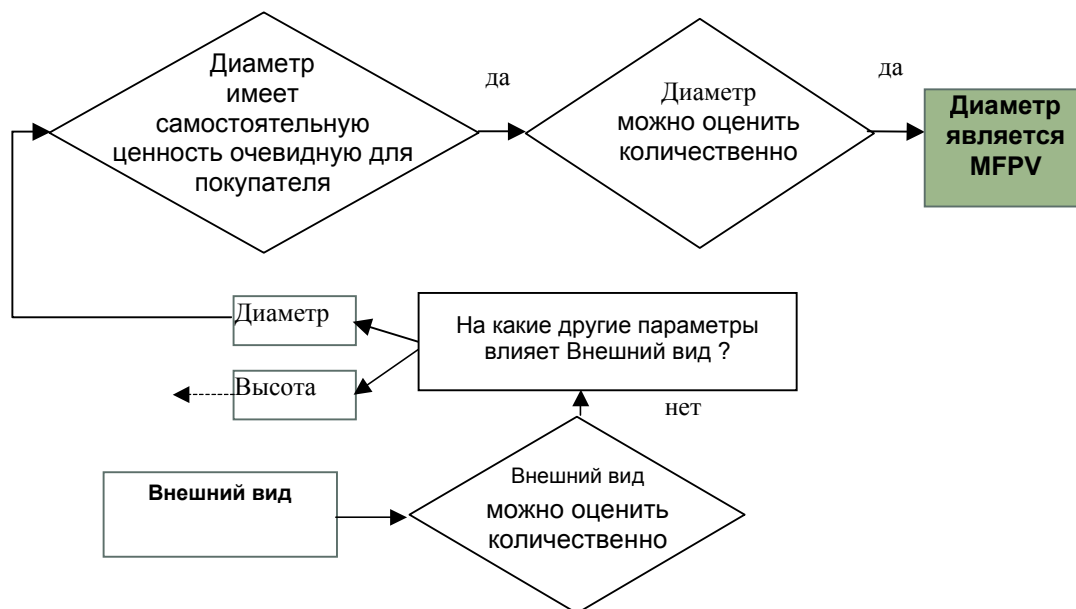 Диаметр
имеет
самостоятельную
ценность очевидную для
покупателя
да
Диаметр
можно оценить
количественно
да
Диаметр
является
MFPV
Диаметр
Высота
На какие другие параметры
влияет Внешний вид ?
нет
Внешний вид
Внешний вид
можно оценить
количественно